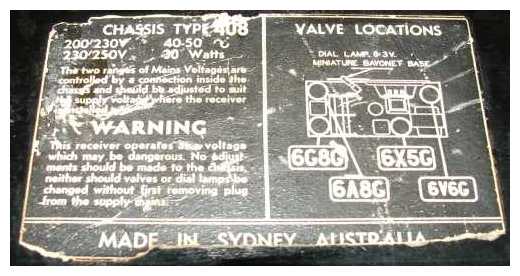 CHASSIS TYPE 408
200/230V 40-50 ~
230/250V 30 Watts
The two ranges of Mains Voltages are
controlled by a connection inside the
chassis and should be adjusted to suit
the supply voltage where the receiver
WARNING
This receiver operates at a voltage
which may be dangerous. No adjust-
ments should be made to the chassis,
neither should valves or dial lamps be
changed without first removing plug
from the supply mains.
VALVE LOCATIONS
DIAL LAMP, 6·3V.
MINIATURE BAYONET BASE
6G8G
6X5G
6A8G
6V6G
MADE IN SYDNEY AUSTRALIA